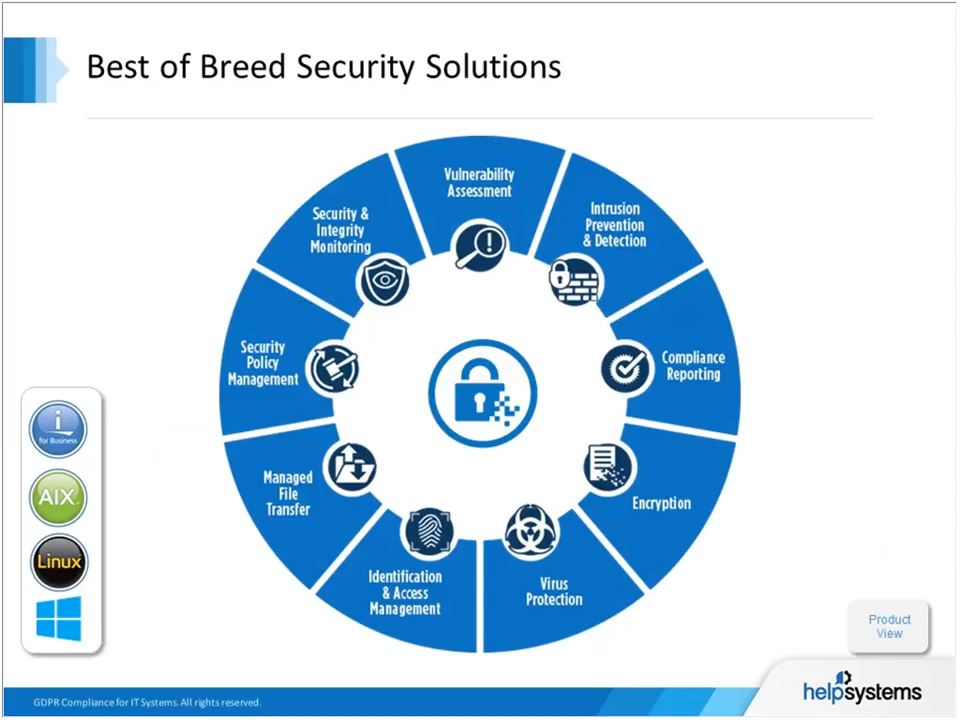 Best of Breed Security Solutions
Vulnerability
Assessment
Intrusion
Prevention
& Detection
Compliance
Reporting
Encryption
Virus
Protection
Identification
& Access
Management
Managed
File
Transfer
Security
Policy
Management
Security &
Integrity
Monitoring
i
for Business
AIX
Linux
Product
View
GDPR Compliance for IT Systems. All rights reserved.
helpsystems